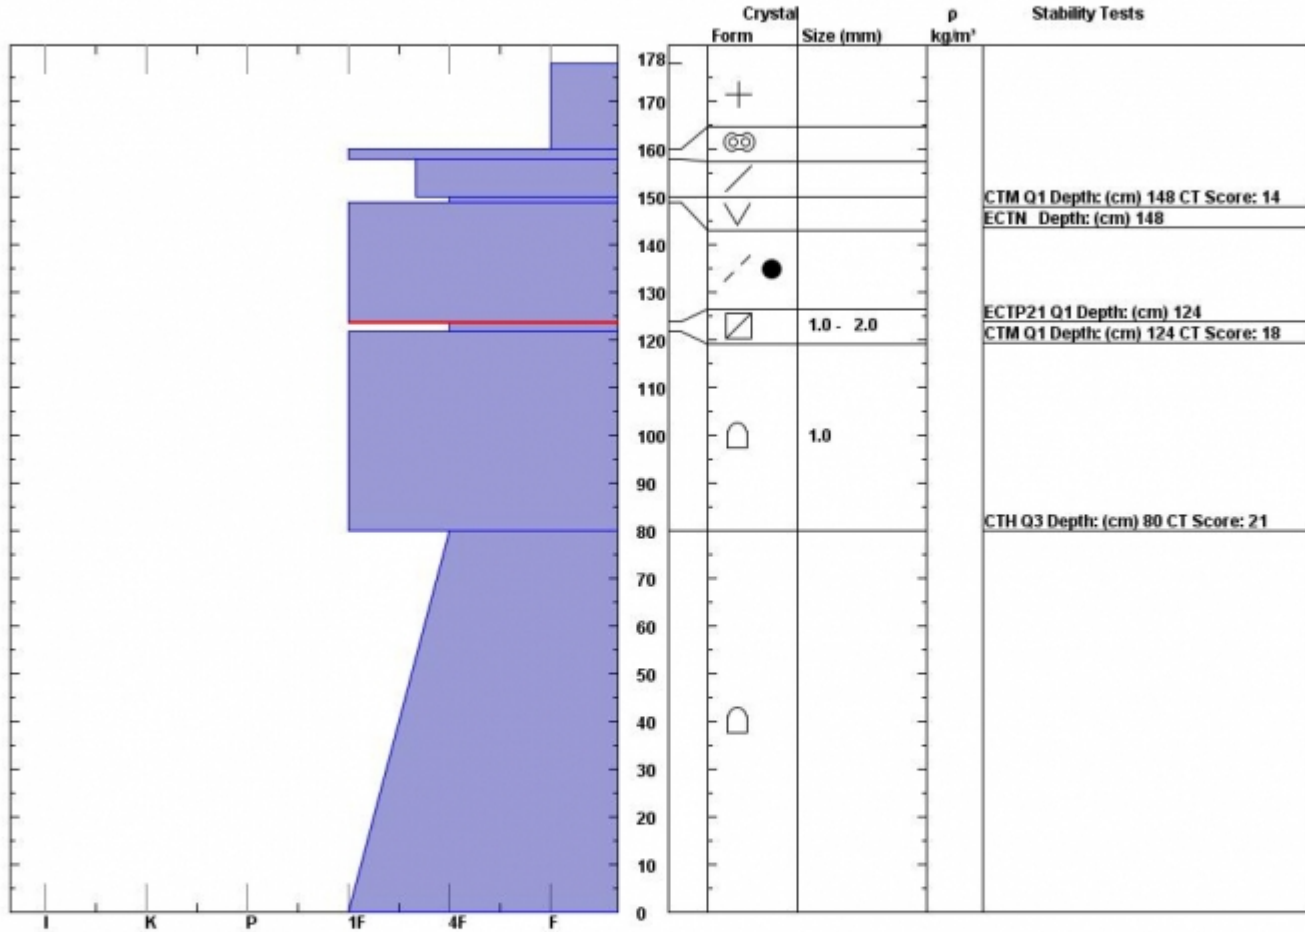 Crystal ρ Stability Tests
Form Size (mm) kg/m³
178
170
160
150
CTM Q1 Depth: (cm) 148 CT Score: 14
ECTN Depth: (cm) 148
140
130
ECTP21 Q1 Depth: (cm) 124
1.0 - 2.0
CTM Q1 Depth: (cm) 124 CT Score: 18
120
110
100 1.0
90
CTH Q3 Depth: (cm) 80 CT Score: 21
80
70
60
50
40
30
20
10
0
I K P 1F 4F F